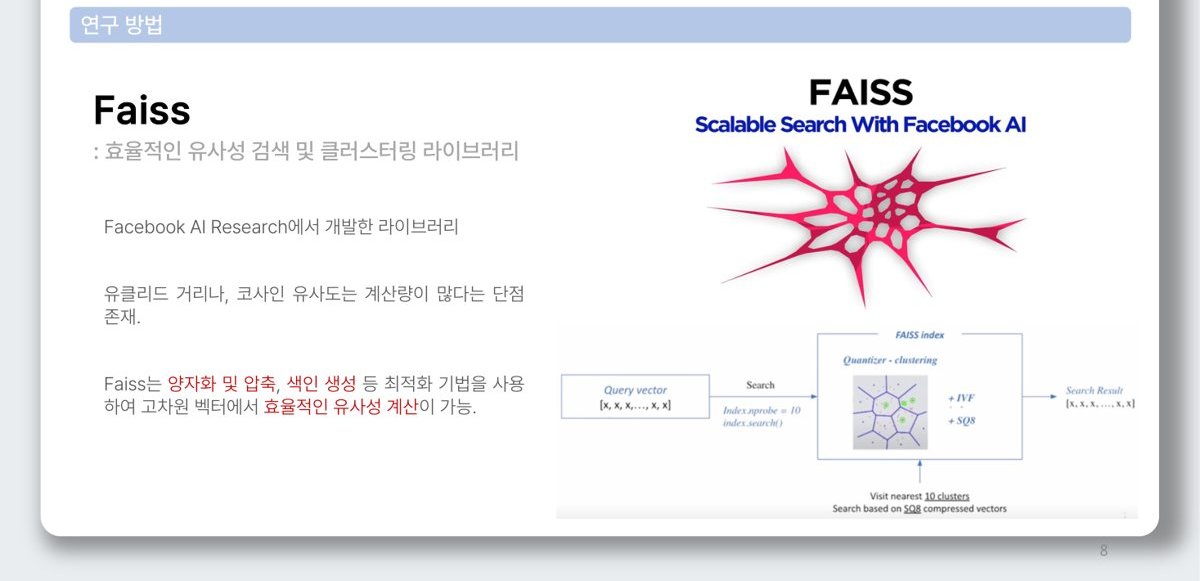 연구 방법
Faiss
: 효율적인 유사성 검색 및 클러스터링 라이브러리
Facebook AI Research에서 개발한 라이브러리
유클리드 거리나, 코사인 유사도는 계산량이 많다는 단점
존재.
Faiss는 양자화 및 압축, 색인 생성 등 최적화 기법을 사용
하여 고차원 벡터에서 효율적인 유사성 계산이 가능.
FAISS
Scalable Search With Facebook AI
Query vector
[x, x, x,…, x, x]
Search
Index.nprobe = 10
index.search()
FAISS index
Quantizer - clustering
+ IVF
+ SQ8
Search Result
[x, x, x, …, x, x]
Visit nearest 10 clusters
Search based on SQ8 compressed vectors
8